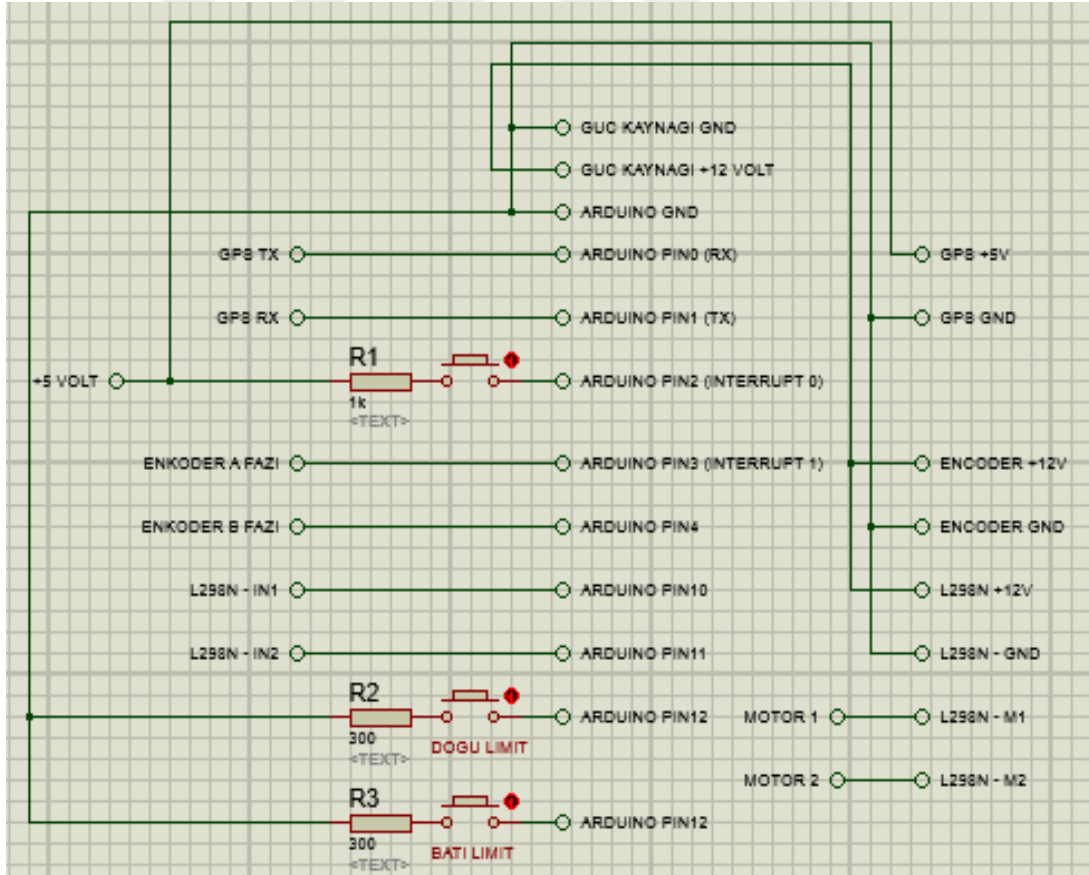 GUC KAYNAGI GND
GUC KAYNAGI +12 VOLT
ARDUINO GND
GPS TX
ARDUINO PIN0 (RX)
GPS +5V
GPS RX
ARDUINO PIN1 (TX)
GPS GND
R1
+5 VOLT
ARDUINO PIN2 (INTERRUPT 0)
1k
<TEXT>
ENKODER A FAZI
ARDUINO PIN3 (INTERRUPT 1)
ENCODER +12V
ENKODER B FAZI
ARDUINO PIN4
ENCODER GND
L298N - IN1
ARDUINO PIN10
L298N +12V
L298N - IN2
ARDUINO PIN11
L298N - GND
R2
ARDUINO PIN12
MOTOR 1
L298N - M1
300
DOGU LIMIT
<TEXT>
MOTOR 2
L298N - M2
R3
ARDUINO PIN12
300
BATI LIMIT
<TEXT>